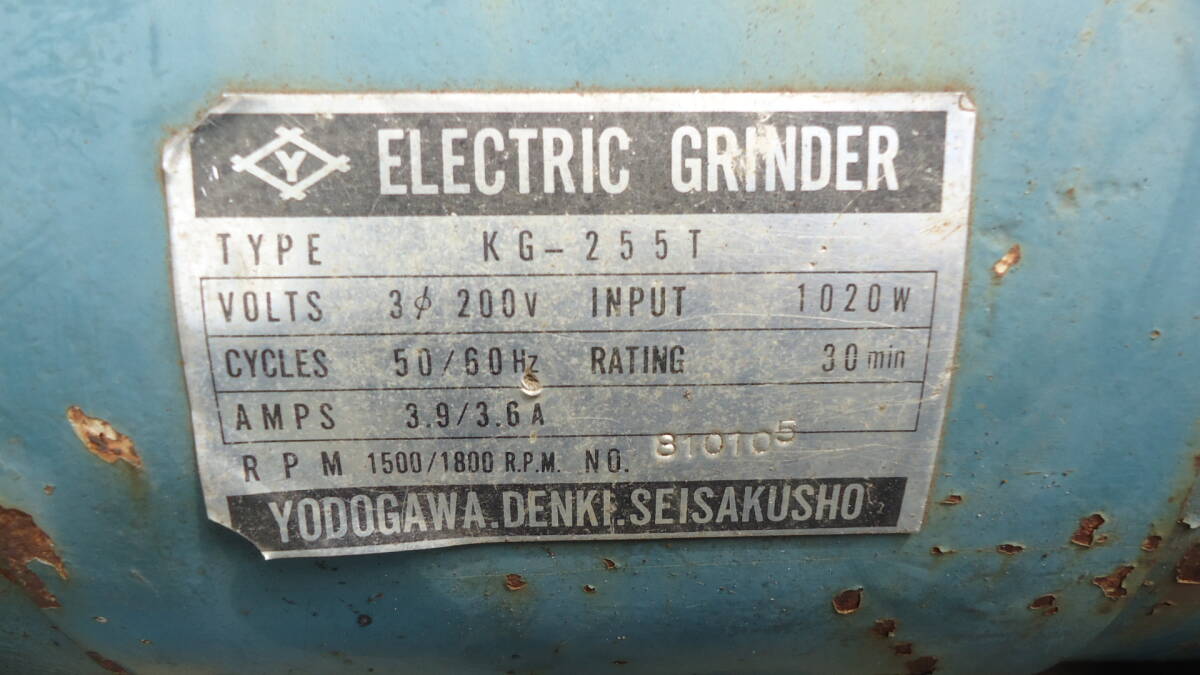 Y ELECTRIC GRINDER
TYPE KG-255T
VOLTS 3φ 200V INPUT 1020W
CYCLES 50/60Hz RATING 30min
AMPS 3.9/3.6A
RPM 1500/1800 R.P.M. NO. 810105
YODOGAWA.DENKI.SEISAKUSHO